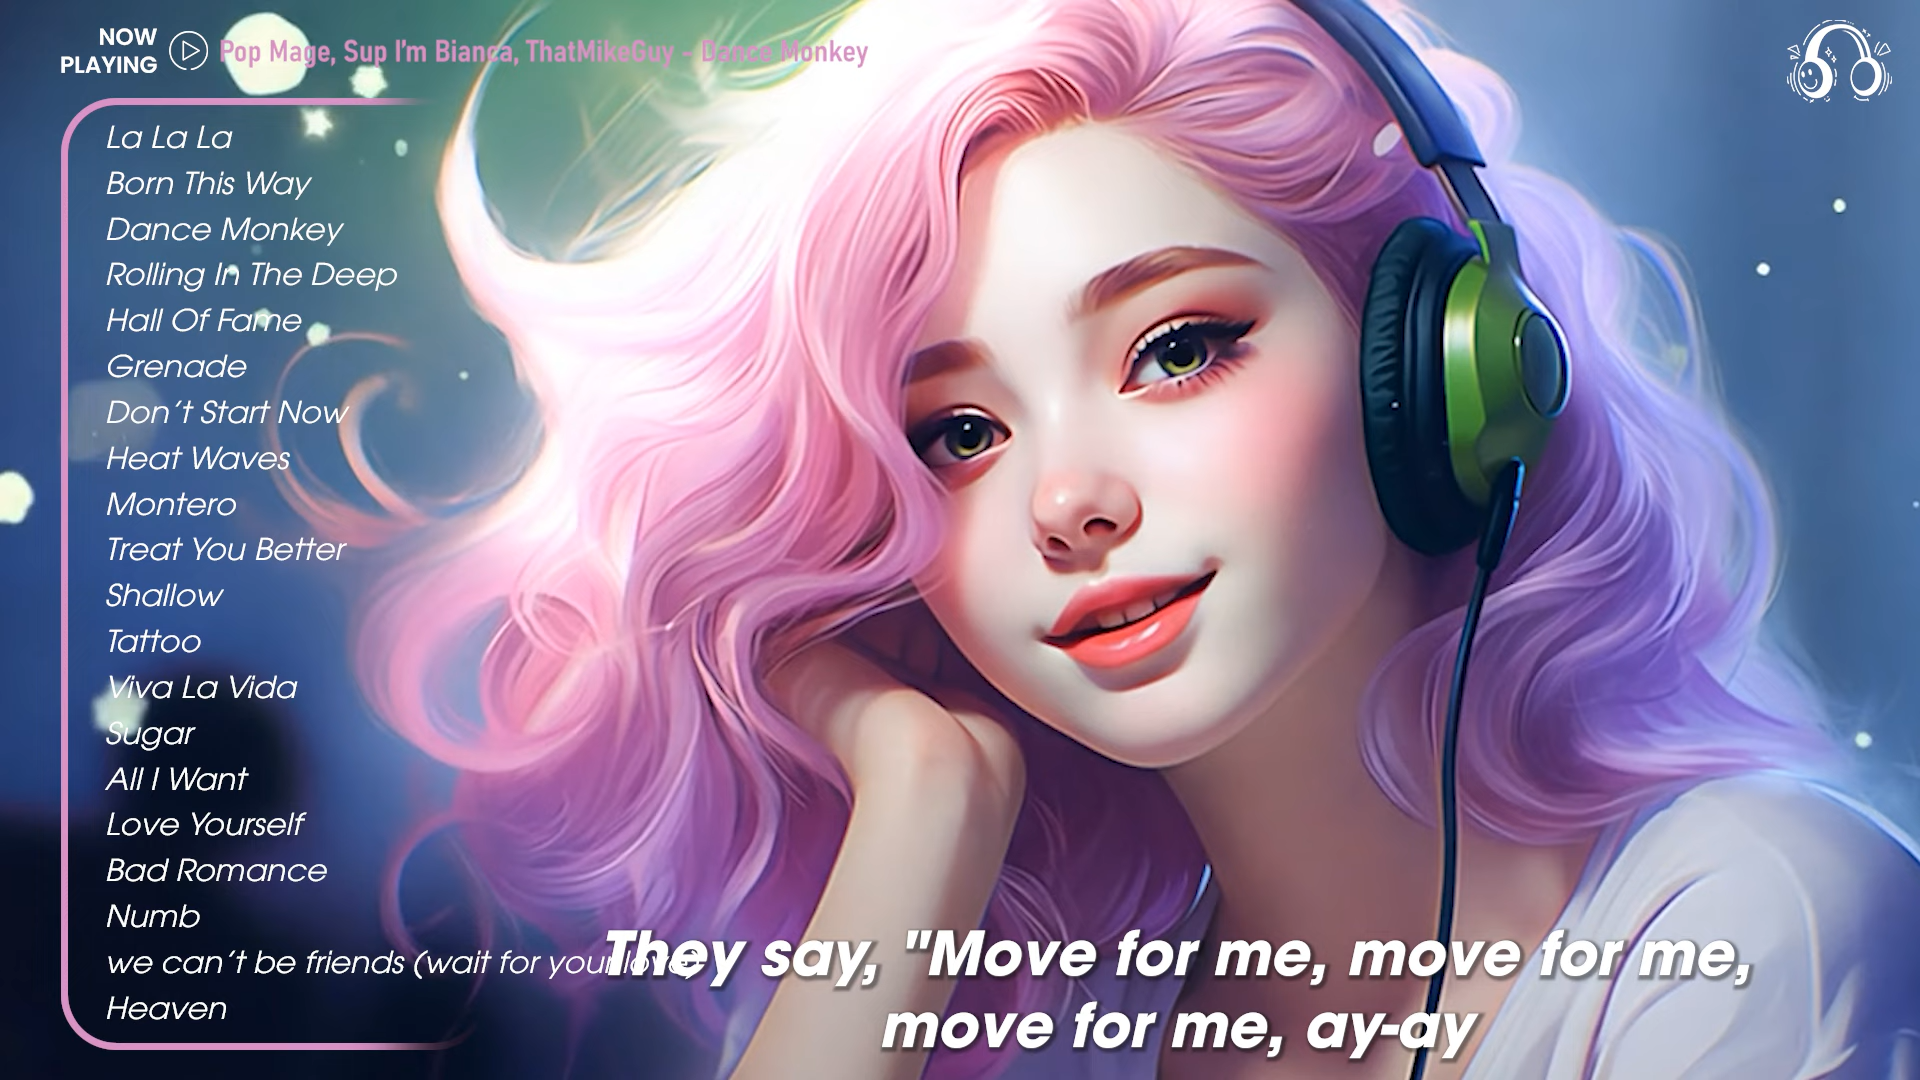 NOW
PLAYING
Pop Mage, Sup I'm Bianca, ThatMikeGuy - Dance Monkey
La La La
Born This Way
Dance Monkey
Rolling In The Deep
Hall Of Fame
Grenade
Don't Start Now
Heat Waves
Montero
Treat You Better
Shallow
Tattoo
Viva La Vida
Sugar
All I Want
Love Yourself
Bad Romance
Numb
we can't be friends (wait for your love)
Heaven
They say, "Move for me, move for me,
move for me, ay-ay